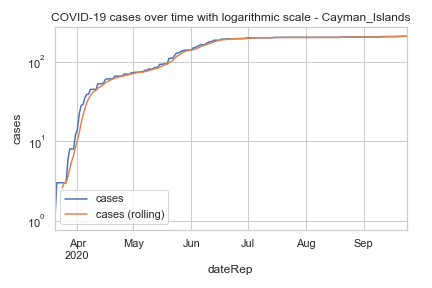 COVID-19 cases over time with logarithmic scale - Cayman_Islands
cases
10²
10¹
10⁰
cases
cases (rolling)
Apr May Jun Jul Aug Sep
2020
dateRep